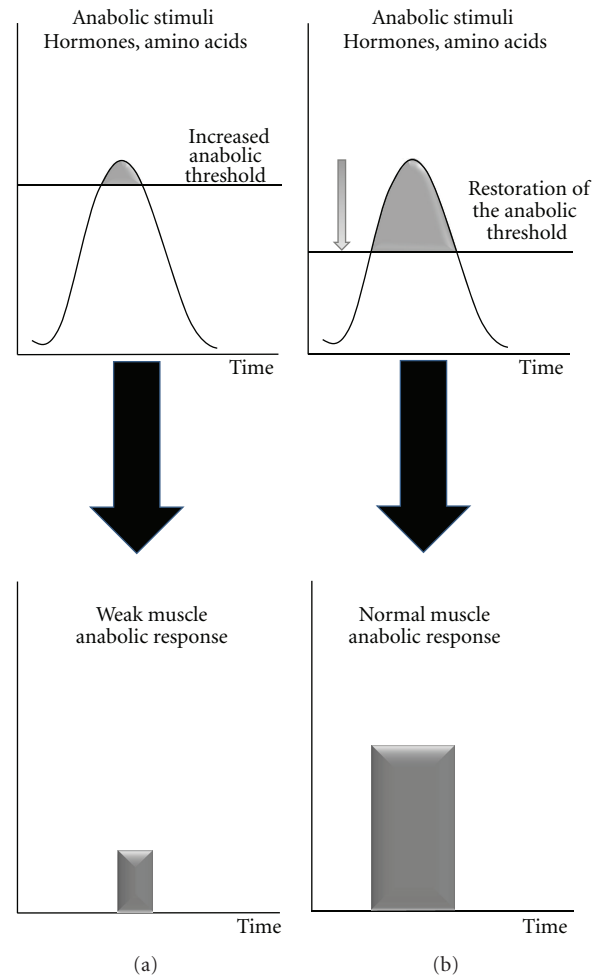 Anabolic stimuli
Hormones, amino acids
Increased
anabolic
threshold
Time
Anabolic stimuli
Hormones, amino acids
Restoration of
the anabolic
threshold
Time
Weak muscle
anabolic response
Time
(a)
Normal muscle
anabolic response
Time
(b)